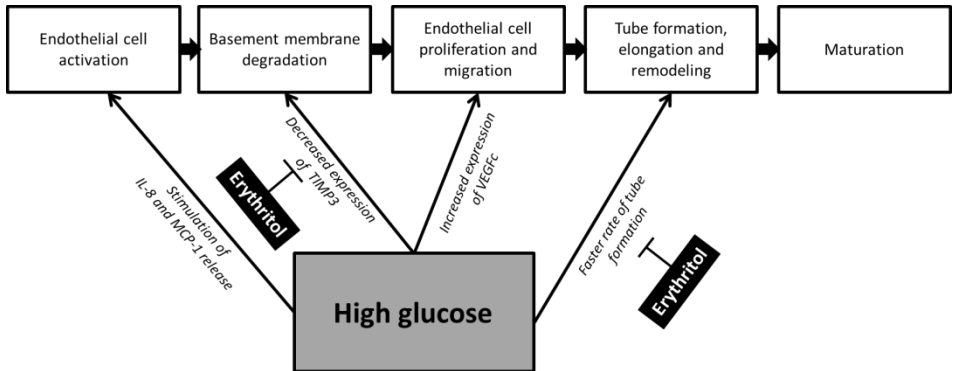 Endothelial cell
activation
Basement membrane
degradation
Endothelial cell
proliferation and
migration
Tube formation,
elongation and
remodeling
Maturation
Stimulation of
IL-8 and MCP-1 release
Erythritol
Decreased expression
of TIMP3
Increased expression
of VEGFc
Faster rate of tube
formation
Erythritol
High glucose